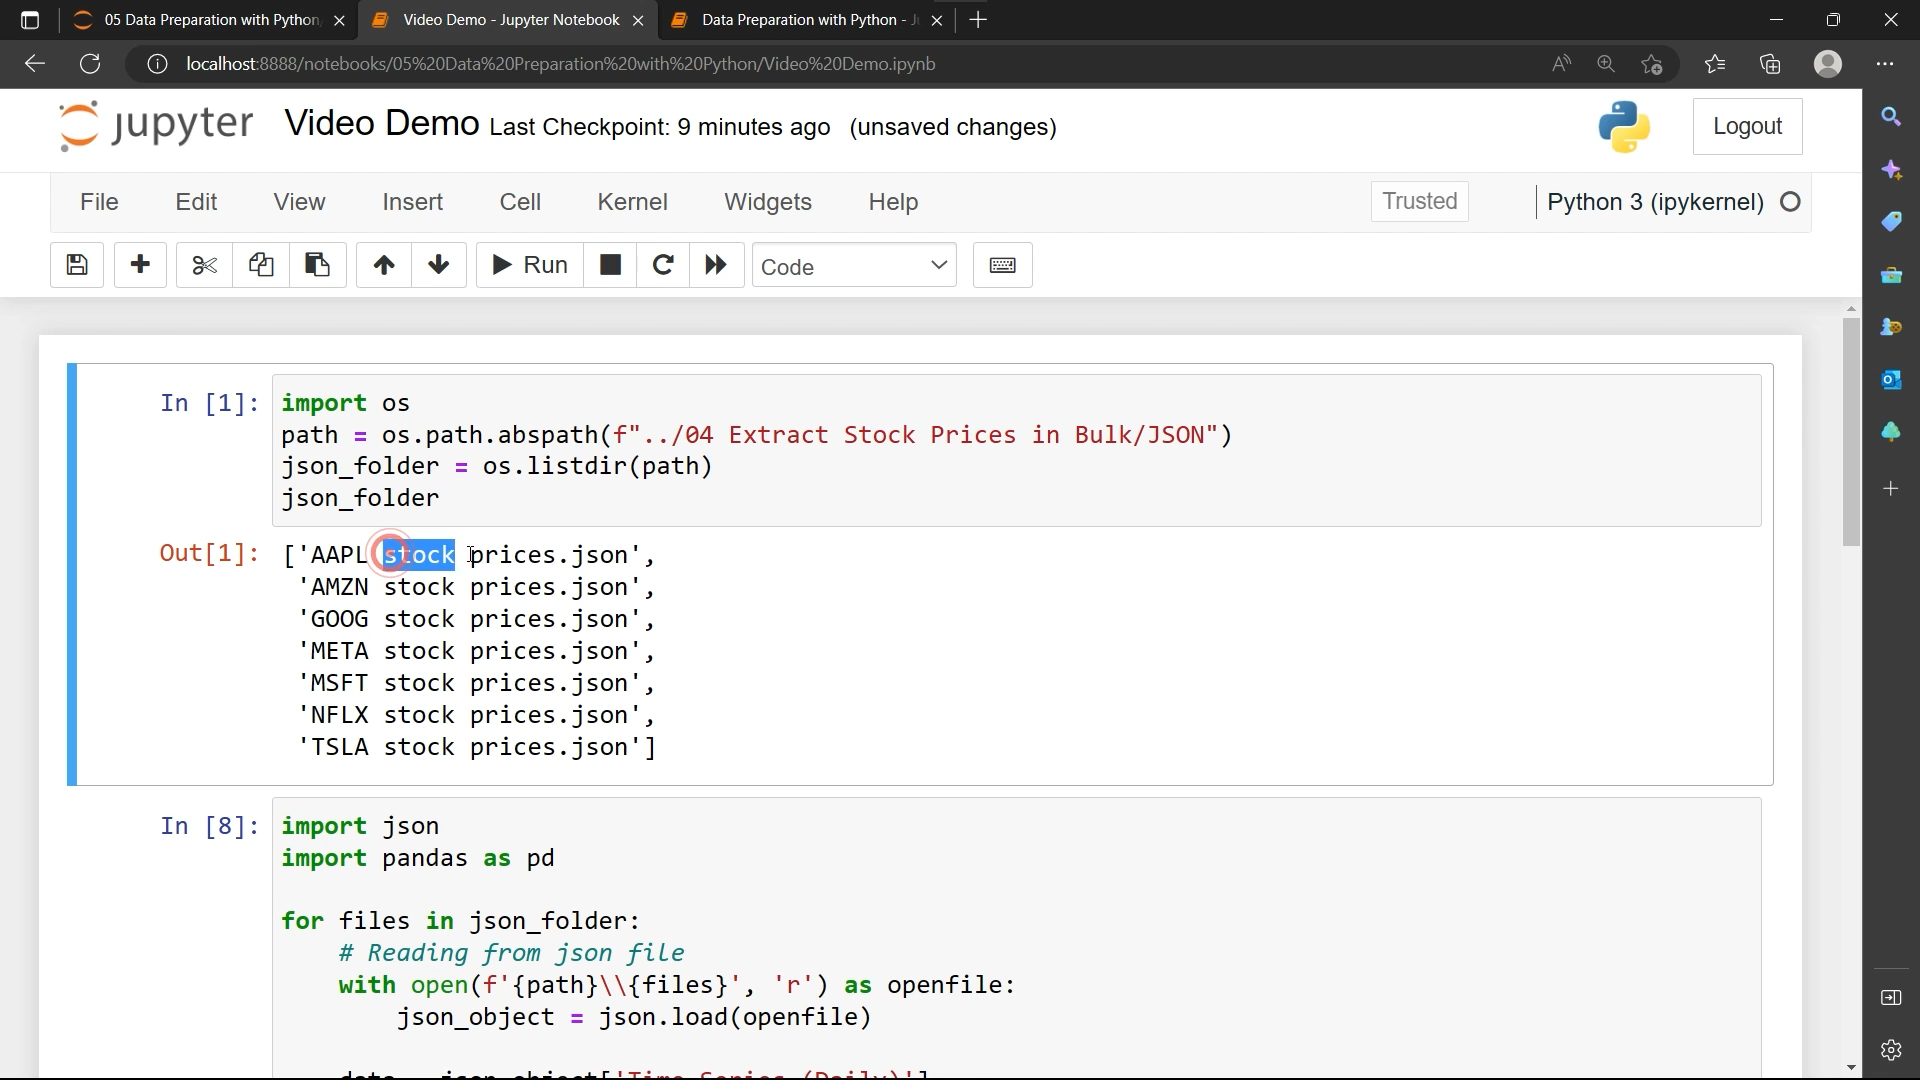 05 Data Preparation with Python
Video Demo - Jupyter Notebook
Data Preparation with Python - J
localhost:8888/notebooks/05%20Data%20Preparation%20with%20Python/Video%20Demo.ipynb
jupyter Video Demo Last Checkpoint: 9 minutes ago (unsaved changes)
Logout
File Edit View Insert Cell Kernel Widgets Help
Trusted
Python 3 (ipykernel)
Run
Code
In [1]: import os
path = os.path.abspath(f"../04 Extract Stock Prices in Bulk/JSON")
json_folder = os.listdir(path)
json_folder
Out[1]: ['AAPL stock prices.json',
'AMZN stock prices.json',
'GOOG stock prices.json',
'META stock prices.json',
'MSFT stock prices.json',
'NFLX stock prices.json',
'TSLA stock prices.json']
In [8]: import json
import pandas as pd
for files in json_folder:
# Reading from json file
with open(f'{path}\\{files}', 'r') as openfile:
json_object = json.load(openfile)
data = json_object['Time Series (Daily)']